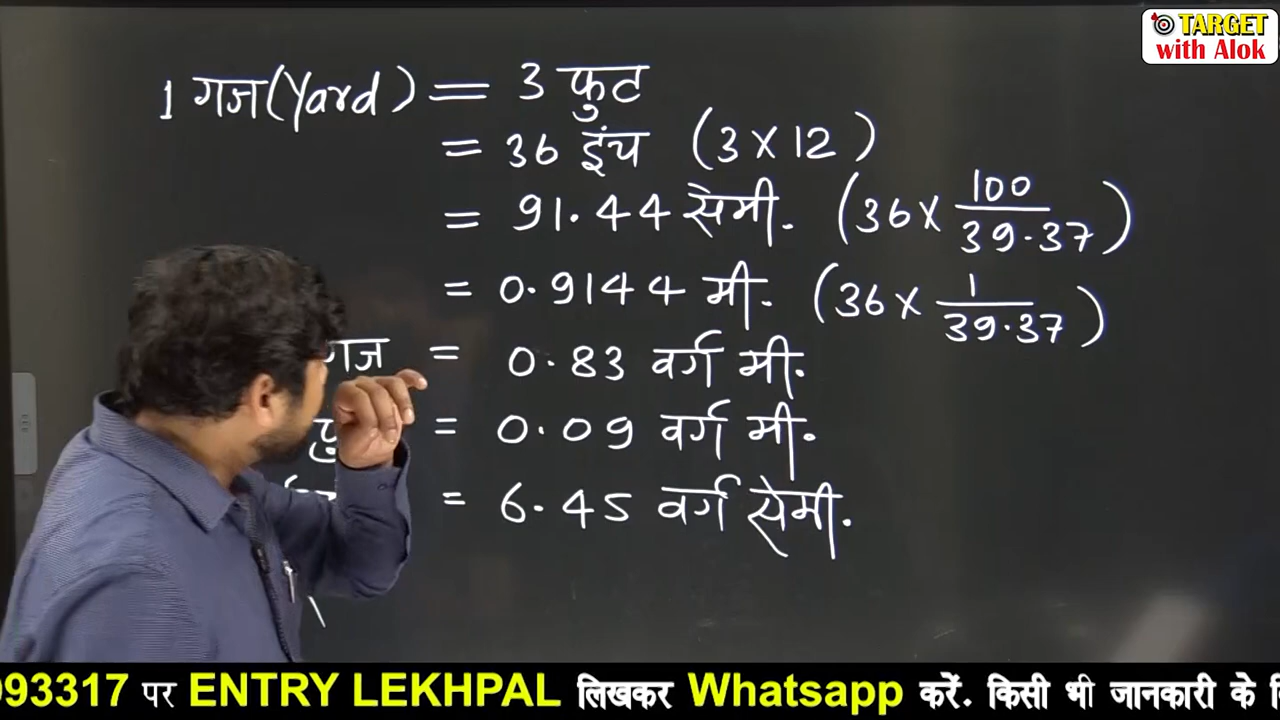 TARGET
with Alok
1 गज (Yard) = 3 फुट
= 36 इंच (3 × 12)
= 91.44 सेमी. (36 × 100/39.37)
= 0.9144 मी. (36 × 1/39.37)
गज = 0.83 वर्ग मी.
= 0.09 वर्ग मी.
= 6.45 वर्ग सेमी.
093317 पर ENTRY LEKHPAL लिखकर Whatsapp करें. किसी भी जानकारी के